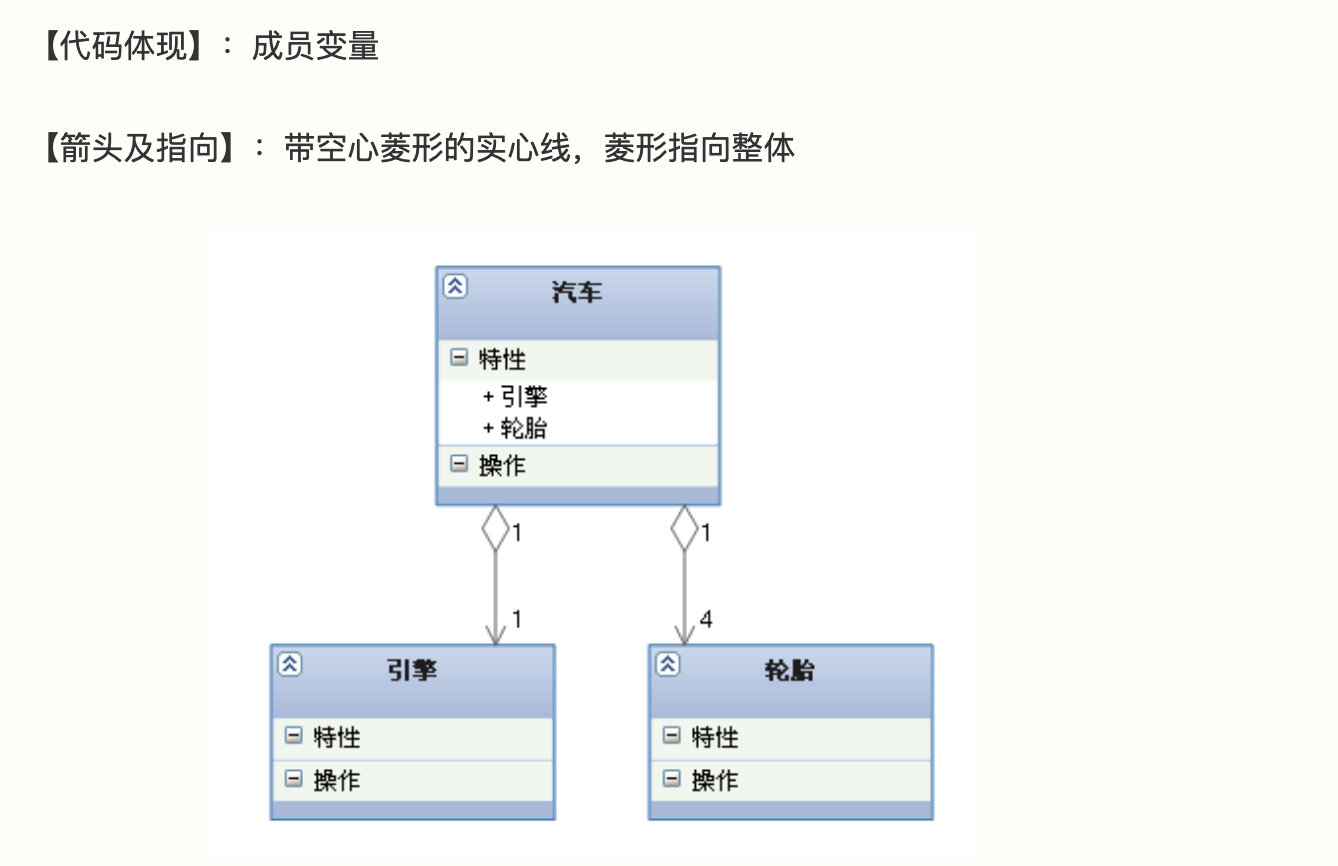 【代码体现】：成员变量
【箭头及指向】：带空心菱形的实心线，菱形指向整体
汽车
特性
+ 引擎
+ 轮胎
操作
1
1
1
4
引擎
轮胎
特性
特性
操作
操作